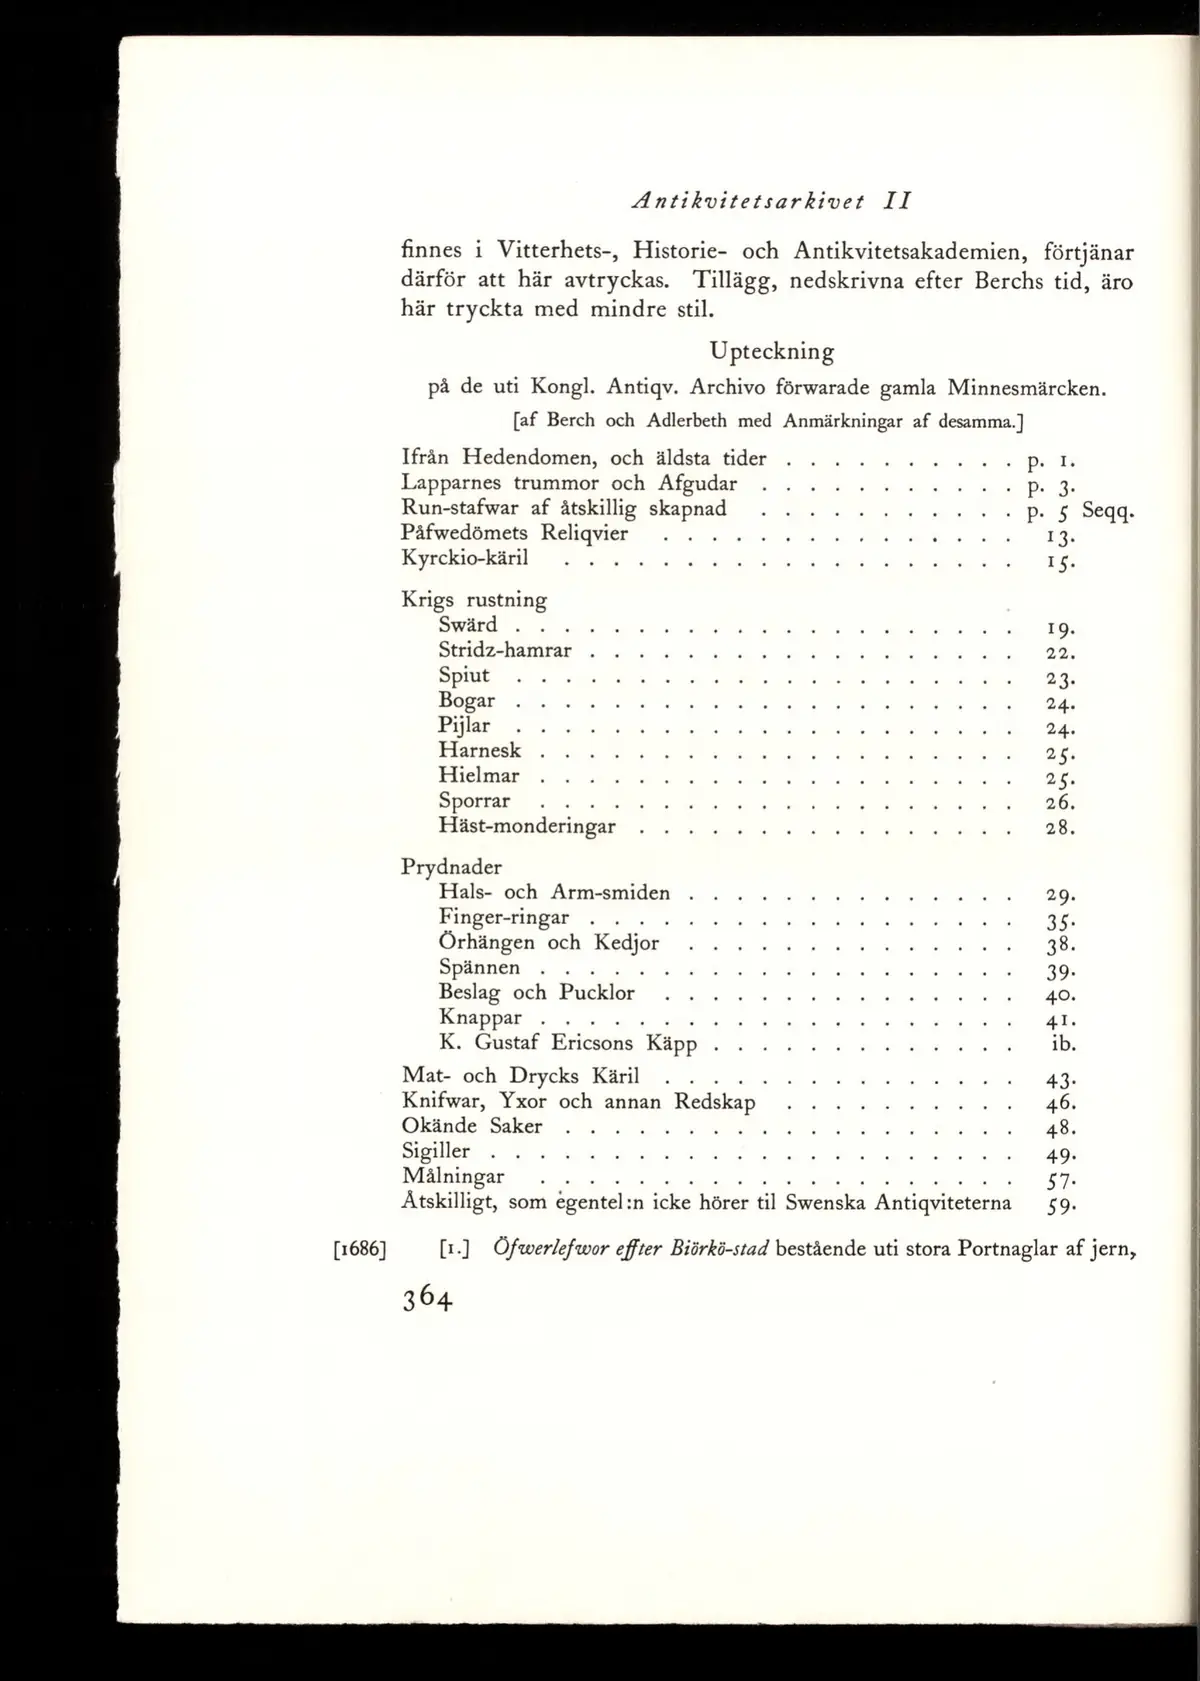 Antikvitetsarkivet II
finnes i Vitterhets-, Historie- och Antikvitetsakademien, förtjänar
därför att här avtryckas. Tillägg, nedskrivna efter Berchs tid, äro
här tryckta med mindre stil.
Upteckning
på de uti Kongl. Antiqv. Archivo förwarade gamla Minnesmärcken.
[af Berch och Adlerbeth med Anmärkningar af desamma.]
Ifrån Hedendomen, och äldsta tider . . . . . . . . . . p. 1.
Lapparnes trummor och Afgudar . . . . . . . . . . . p. 3.
Run-stafwar af åtskillig skapnad . . . . . . . . . . . p. 5 Seqq.
Påfwedömets Reliqvier . . . . . . . . . . . . . . . 13.
Kyrckio-käril . . . . . . . . . . . . . . . . . . . 15.
Krigs rustning
Swärd . . . . . . . . . . . . . . . . . . . . . 19.
Stridz-hamrar . . . . . . . . . . . . . . . . . . 22.
Spiut . . . . . . . . . . . . . . . . . . . . . 23.
Bogar . . . . . . . . . . . . . . . . . . . . . 24.
Pijlar . . . . . . . . . . . . . . . . . . . . . 24.
Harnesk . . . . . . . . . . . . . . . . . . . . 25.
Hielmar . . . . . . . . . . . . . . . . . . . . 25.
Sporrar . . . . . . . . . . . . . . . . . . . . 26.
Häst-monderingar . . . . . . . . . . . . . . . . 28.
Prydnader
Hals- och Arm-smiden . . . . . . . . . . . . . . 29.
Finger-ringar . . . . . . . . . . . . . . . . . . 35.
Örhängen och Kedjor . . . . . . . . . . . . . . 38.
Spännen . . . . . . . . . . . . . . . . . . . . 39.
Beslag och Pucklor . . . . . . . . . . . . . . . 40.
Knappar . . . . . . . . . . . . . . . . . . . . 41.
K. Gustaf Ericsons Käpp . . . . . . . . . . . . . ib.
Mat- och Drycks Käril . . . . . . . . . . . . . . . 43.
Knifwar, Yxor och annan Redskap . . . . . . . . . . 46.
Okände Saker . . . . . . . . . . . . . . . . . . . 48.
Sigiller . . . . . . . . . . . . . . . . . . . . . . 49.
Målningar . . . . . . . . . . . . . . . . . . . . 57.
Åtskilligt, som egentel:n icke hörer til Swenska Antiqviteterna 59.
[1686] [1.] Öfwerlefwor effter Biörkö-stad bestående uti stora Portnaglar af jern,
364